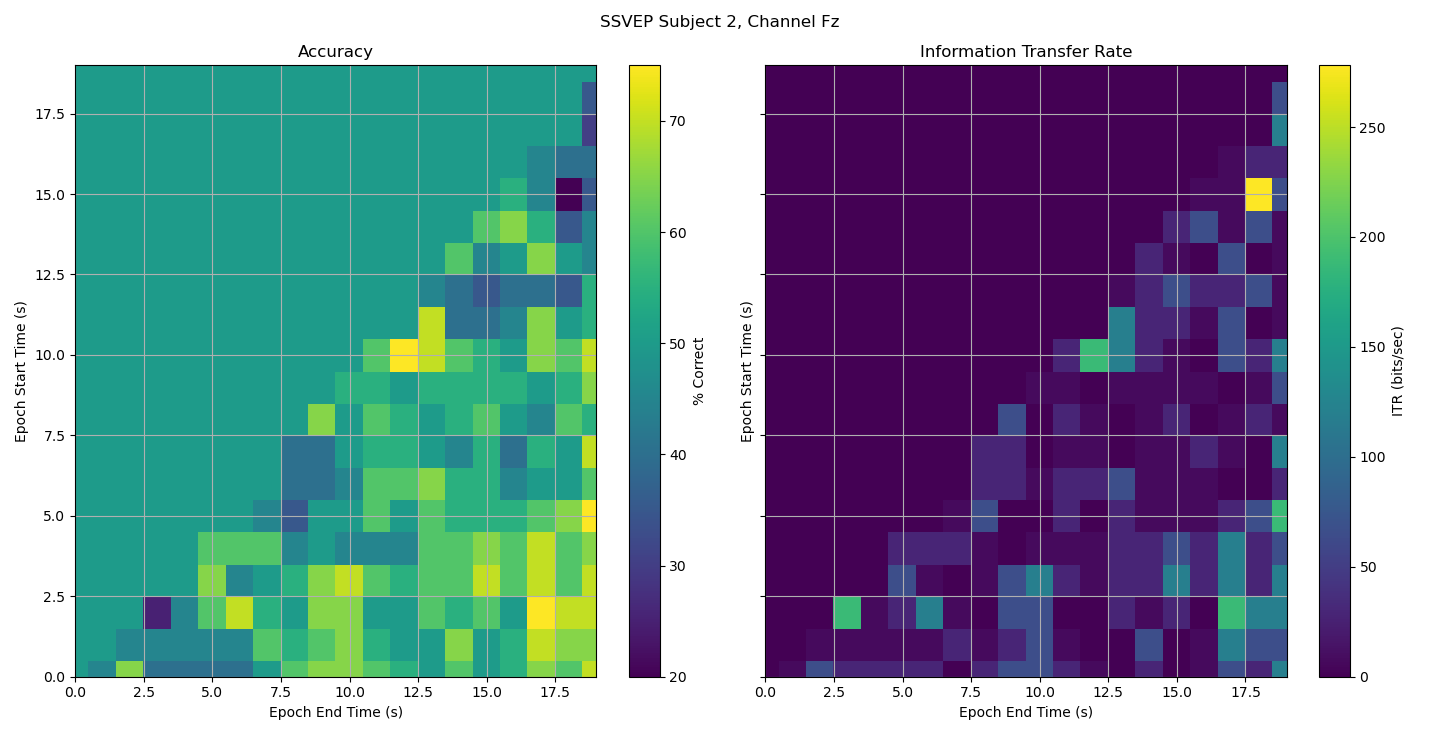 SSVEP Subject 2, Channel Fz
Accuracy
Information Transfer Rate
17.5
15.0
12.5
10.0
7.5
5.0
2.5
0.0
Epoch Start Time (s)
0.0 2.5 5.0 7.5 10.0 12.5 15.0 17.5
Epoch End Time (s)
70
60
50
40
30
20
% Correct
Epoch Start Time (s)
0.0 2.5 5.0 7.5 10.0 12.5 15.0 17.5
Epoch End Time (s)
250
200
150
100
50
0
ITR (bits/sec)